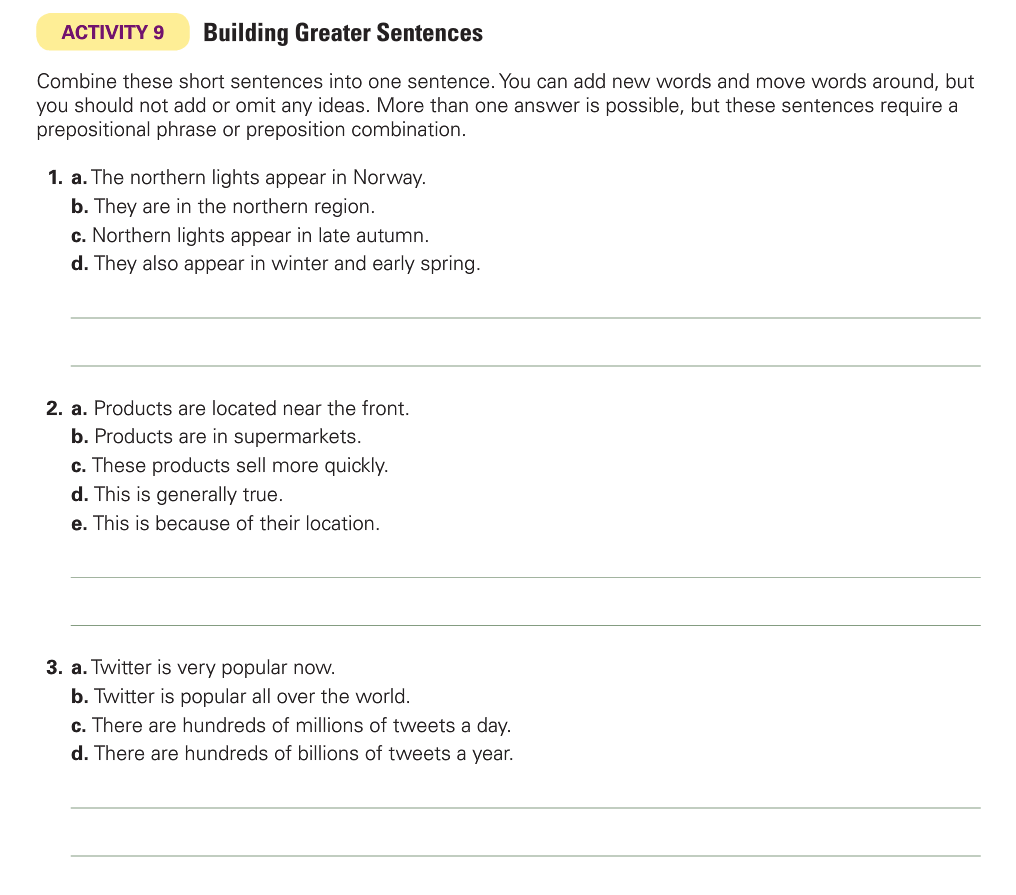 ACTIVITY 9 Building Greater Sentences
Combine these short sentences into one sentence. You can add new words and move words around, but
you should not add or omit any ideas. More than one answer is possible, but these sentences require a
prepositional phrase or preposition combination.
1. a. The northern lights appear in Norway.
b. They are in the northern region.
c. Northern lights appear in late autumn.
d. They also appear in winter and early spring.
2. a. Products are located near the front.
b. Products are in supermarkets.
c. These products sell more quickly.
d. This is generally true.
e. This is because of their location.
3. a. Twitter is very popular now.
b. Twitter is popular all over the world.
c. There are hundreds of millions of tweets a day.
d. There are hundreds of billions of tweets a year.